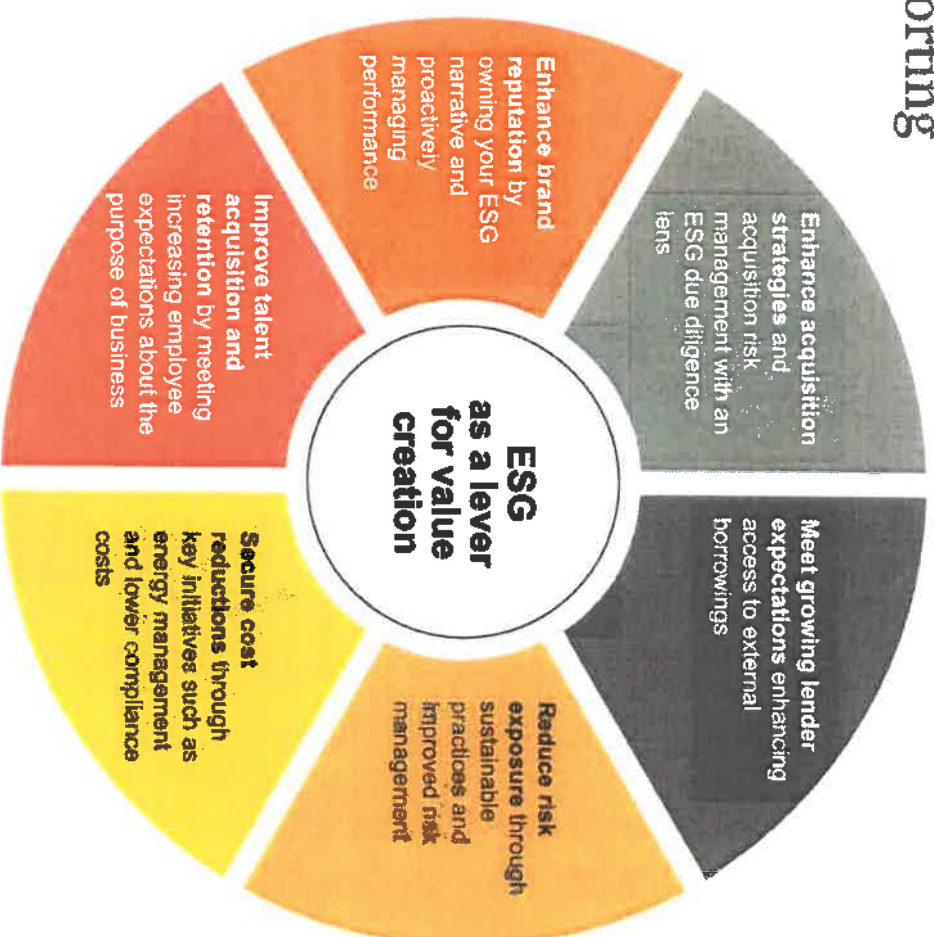 orting
Enhance acquisition
strategies and
acquisition risk
management with an
ESG due diligence
lens
Meet growing lender
expectations enhancing
access to external
borrowings
Enhance brand
reputation by
owning your ESG
narrative and
proactively
managing
performance
ESG
as a lever
for value
creation
Reduce risk
exposure through
sustainable
practices and
improved risk
management
Improve talent
acquisition and
retention by meeting
increasing employee
expectations about the
purpose of business
Secure cost
reductions through
key initiatives such as
energy management
and lower compliance
costs